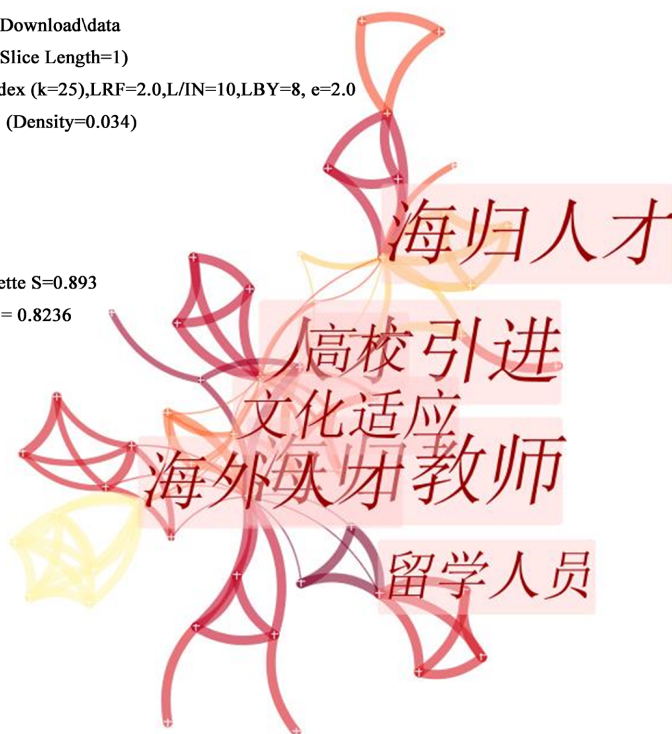 Download\data
Slice Length=1)
dex (k=25),LRF=2.0,L/IN=10,LBY=8, e=2.0
(Density=0.034)
ette S=0.893
= 0.8236
海归人才
高校
引进
文化适应
海外人才
海归教师
留学人员